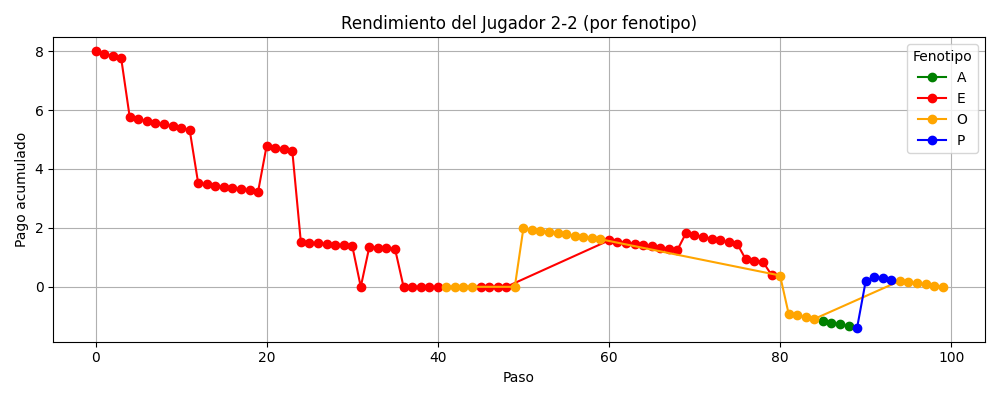 Rendimiento del Jugador 2-2 (por fenotipo)
Pago acumulado
8
6
4
2
0
Fenotipo
A
E
O
P
0 20 40 60 80 100
Paso